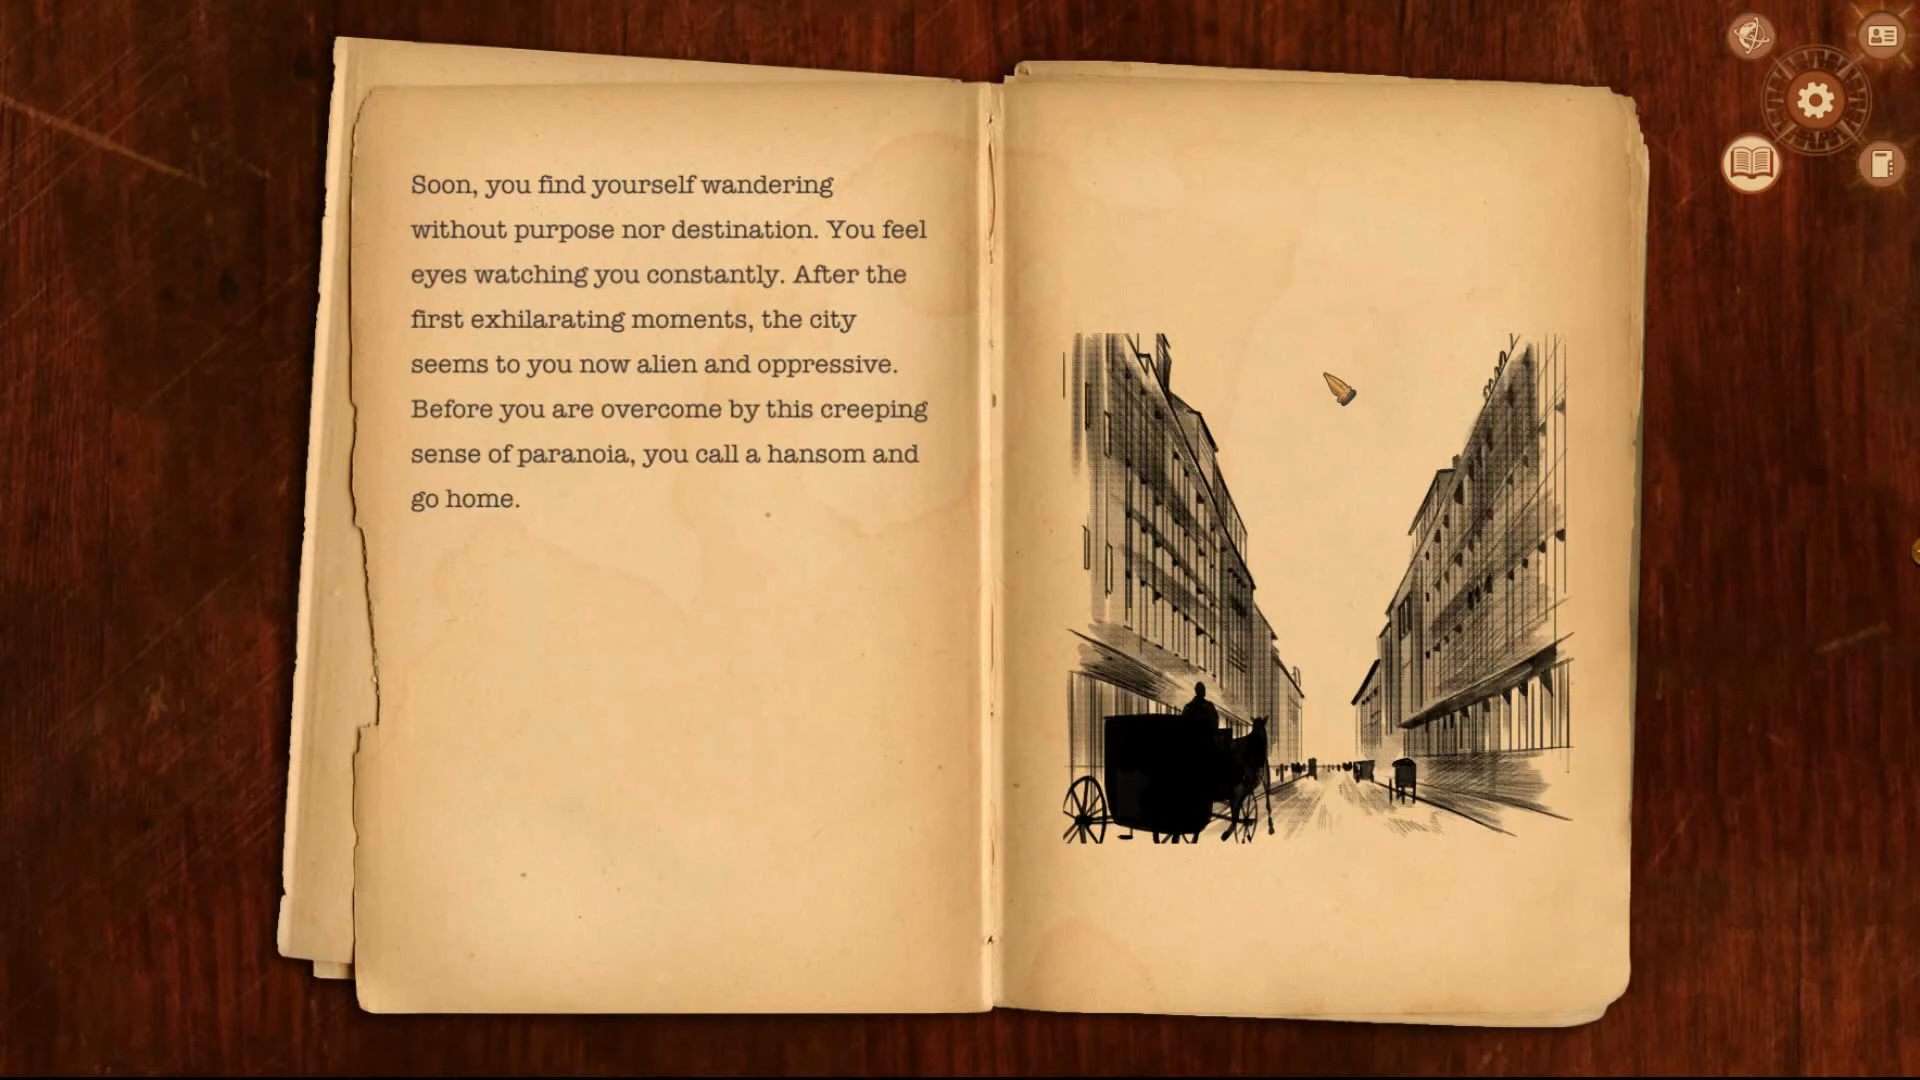 Soon, you find yourself wandering
without purpose nor destination. You feel
eyes watching you constantly. After the
first exhilarating moments, the city
seems to you now alien and oppressive.
Before you are overcome by this creeping
sense of paranoia, you call a hansom and
go home.